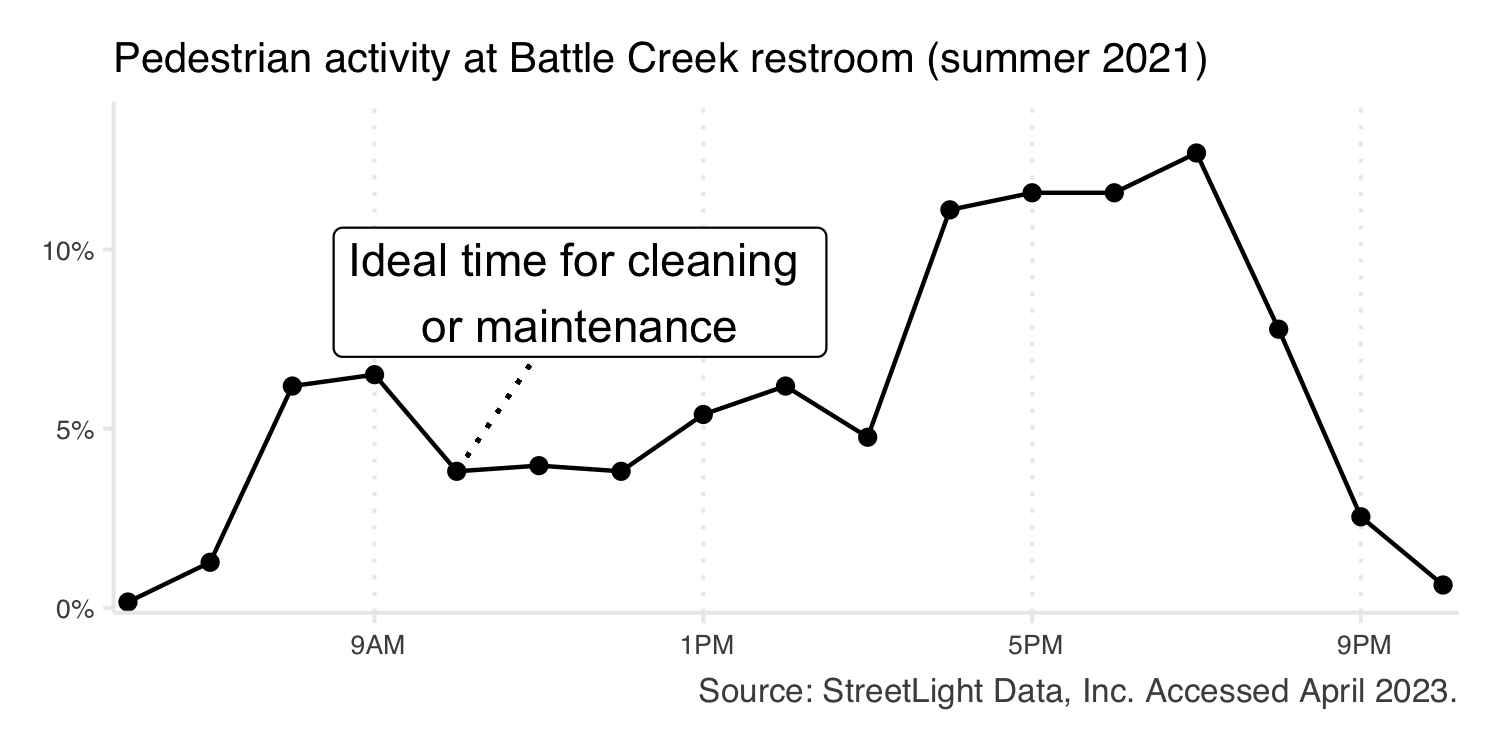 Pedestrian activity at Battle Creek restroom (summer 2021)
10%
5%
0%
Ideal time for cleaning
or maintenance
9AM
1PM
5PM
9PM
Source: StreetLight Data, Inc. Accessed April 2023.